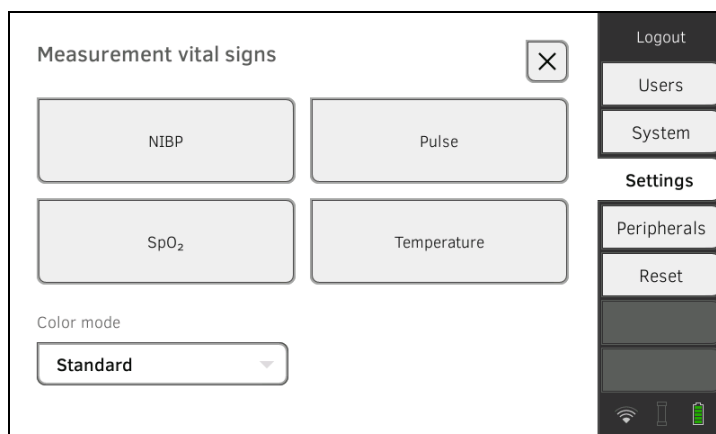 Measurement vital signs
NIBP
Pulse
SpO₂
Temperature
Color mode
Standard
Logout
Users
System
Settings
Peripherals
Reset